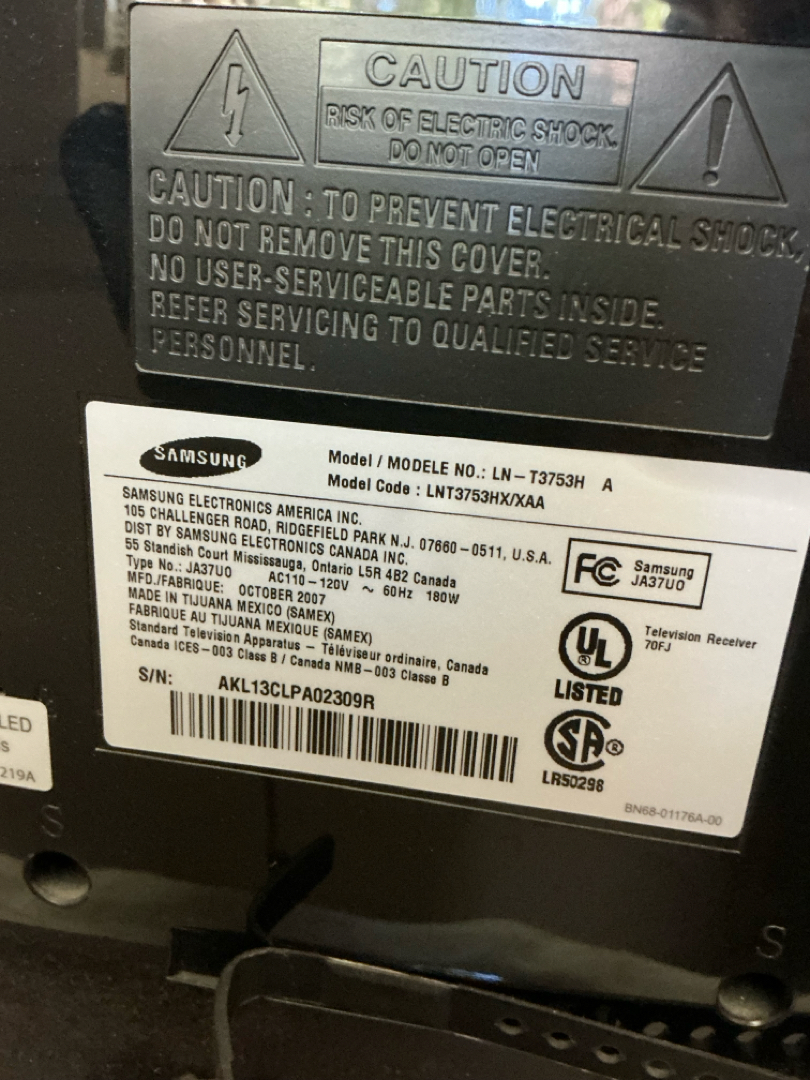 CAUTION
RISK OF ELECTRIC SHOCK.
DO NOT OPEN
CAUTION : TO PREVENT ELECTRICAL SHOCK,
DO NOT REMOVE THIS COVER.
NO USER-SERVICEABLE PARTS INSIDE.
REFER SERVICING TO QUALIFIED SERVICE
PERSONNEL.
SAMSUNG
Model / MODELE NO.: LN-T3753H A
Model Code : LNT3753HX/XAA
SAMSUNG ELECTRONICS AMERICA INC.
105 CHALLENGER ROAD, RIDGEFIELD PARK N.J. 07660-0511, U.S.A.
DIST BY SAMSUNG ELECTRONICS CANADA INC.
55 Standish Court Mississauga, Ontario L5R 4B2 Canada
Type No.: JA37U0 AC110-120V ~ 60Hz 180W
MFD./FABRIQUE: OCTOBER 2007
MADE IN TIJUANA MEXICO (SAMEX)
FABRIQUE AU TIJUANA MEXIQUE (SAMEX)
Standard Television Apparatus - Téléviseur ordinaire, Canada
Canada ICES-003 Class B / Canada NMB-003 Classe B
S/N: AKL13CLPA02309R
FC Samsung
JA37U0
UL ®
LISTED
Television Receiver
70FJ
SA ®
LR50298
BN68-01176A-00
LED
s
219A
S
S